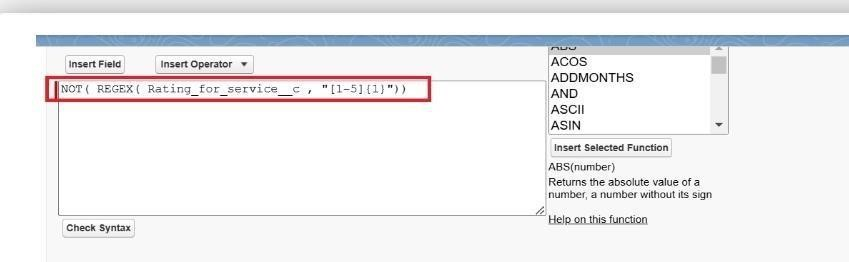 Insert Field
Insert Operator ▼
NOT( REGEX( Rating_for_service__c , "[1-5]{1}"))
Check Syntax
ABS
ACOS
ADDMONTHS
AND
ASCII
ASIN
Insert Selected Function
ABS(number)
Returns the absolute value of a
number, a number without its sign
Help on this function